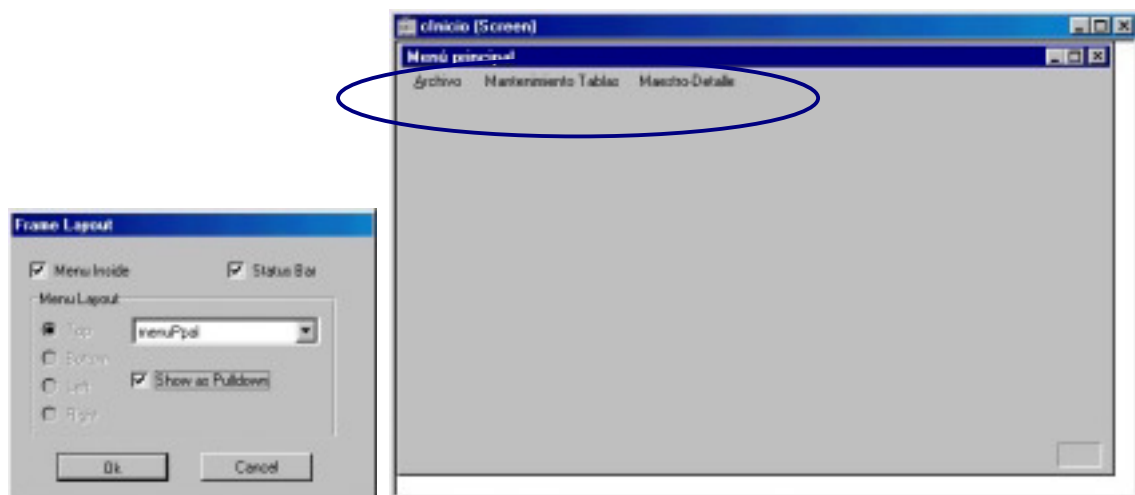 cInicio (Screen)
Menú principal
Archivo Mantenimiento Tablas Maestro-Detalle
Frame Layout
Menu Inside Status Bar
Menu Layout
Top menuPpal
Bottom
Left Show as Pulldown
Right
Ok Cancel